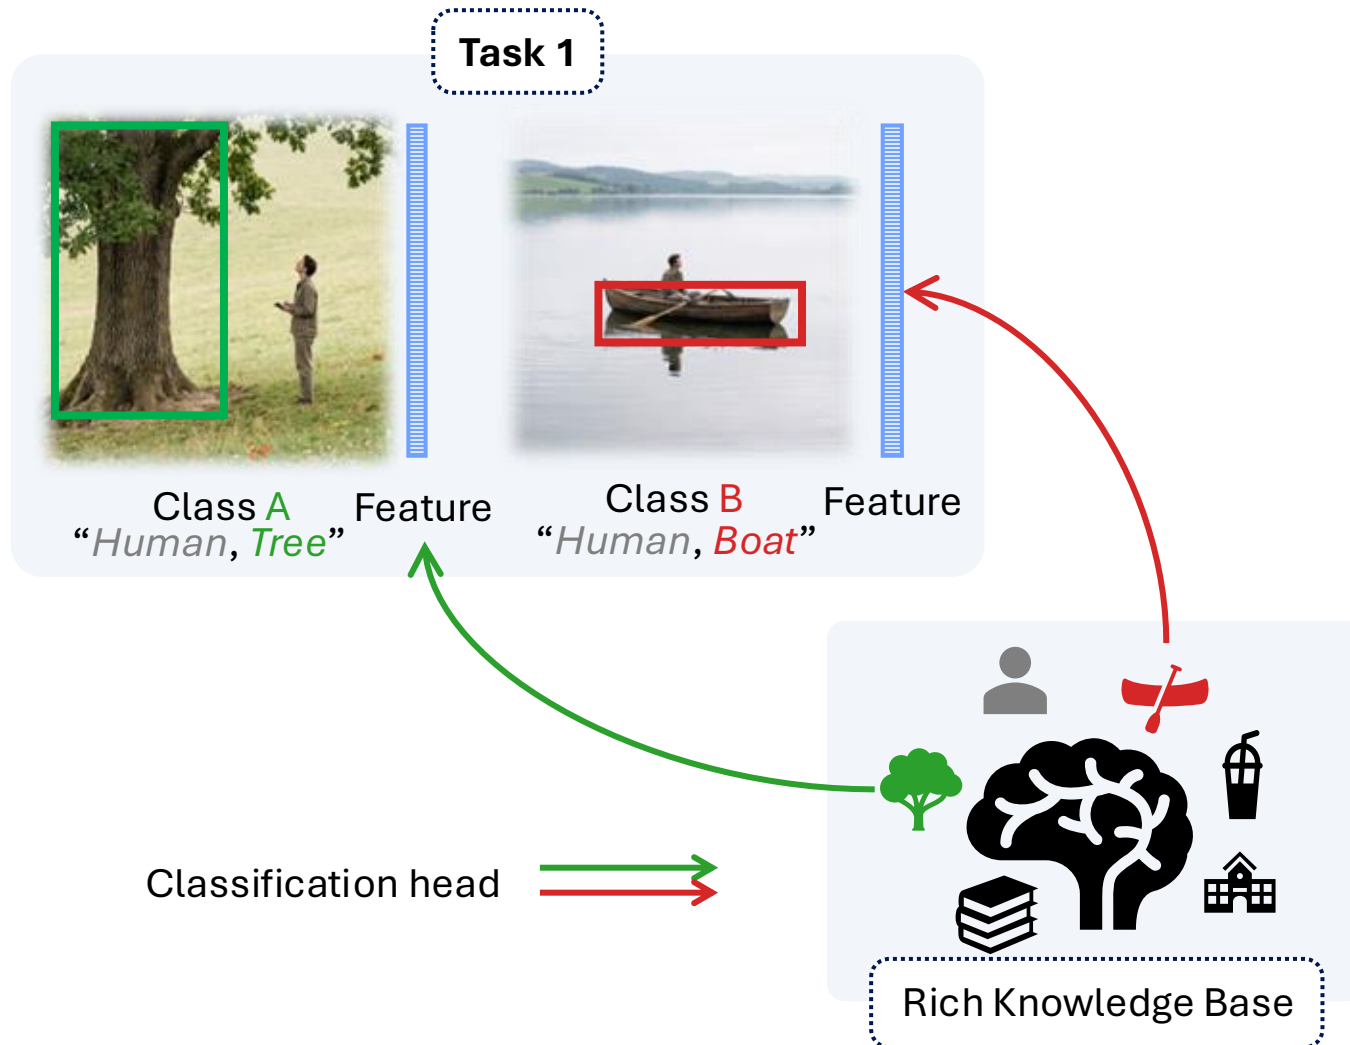 Task 1
Class A
“Human, Tree”
Feature
Class B
“Human, Boat”
Feature
Classification head
Rich Knowledge Base